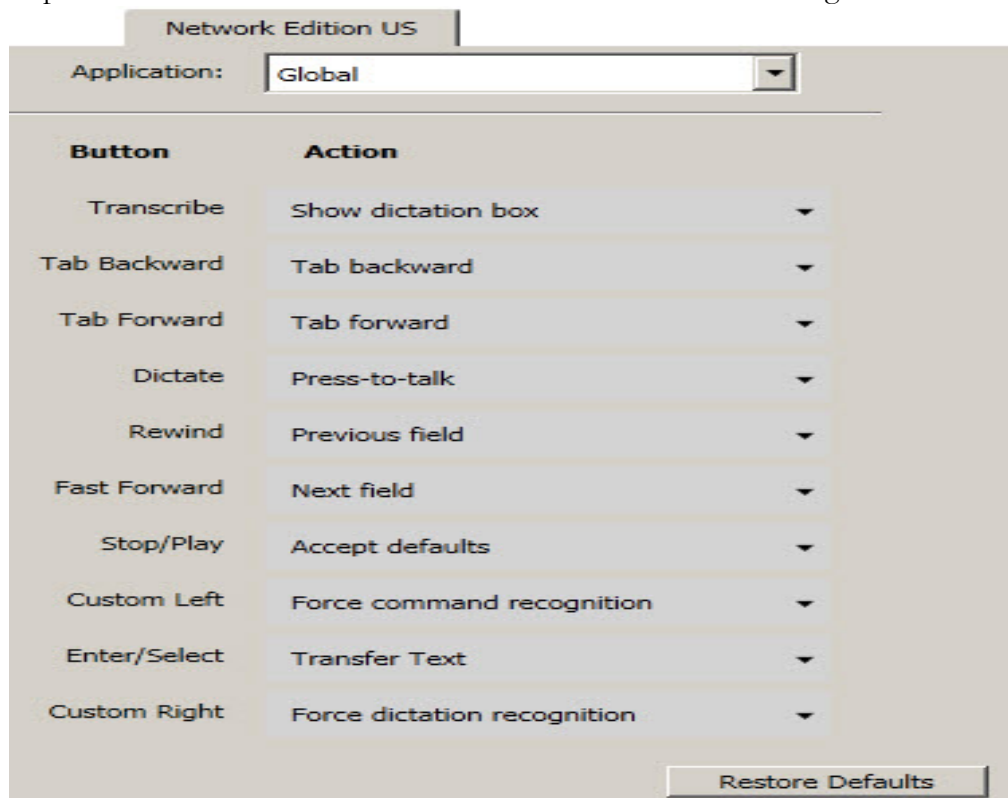 Network Edition US
Application: Global
Button Action
Transcribe Show dictation box
Tab Backward Tab backward
Tab Forward Tab forward
Dictate Press-to-talk
Rewind Previous field
Fast Forward Next field
Stop/Play Accept defaults
Custom Left Force command recognition
Enter/Select Transfer Text
Custom Right Force dictation recognition
Restore Defaults